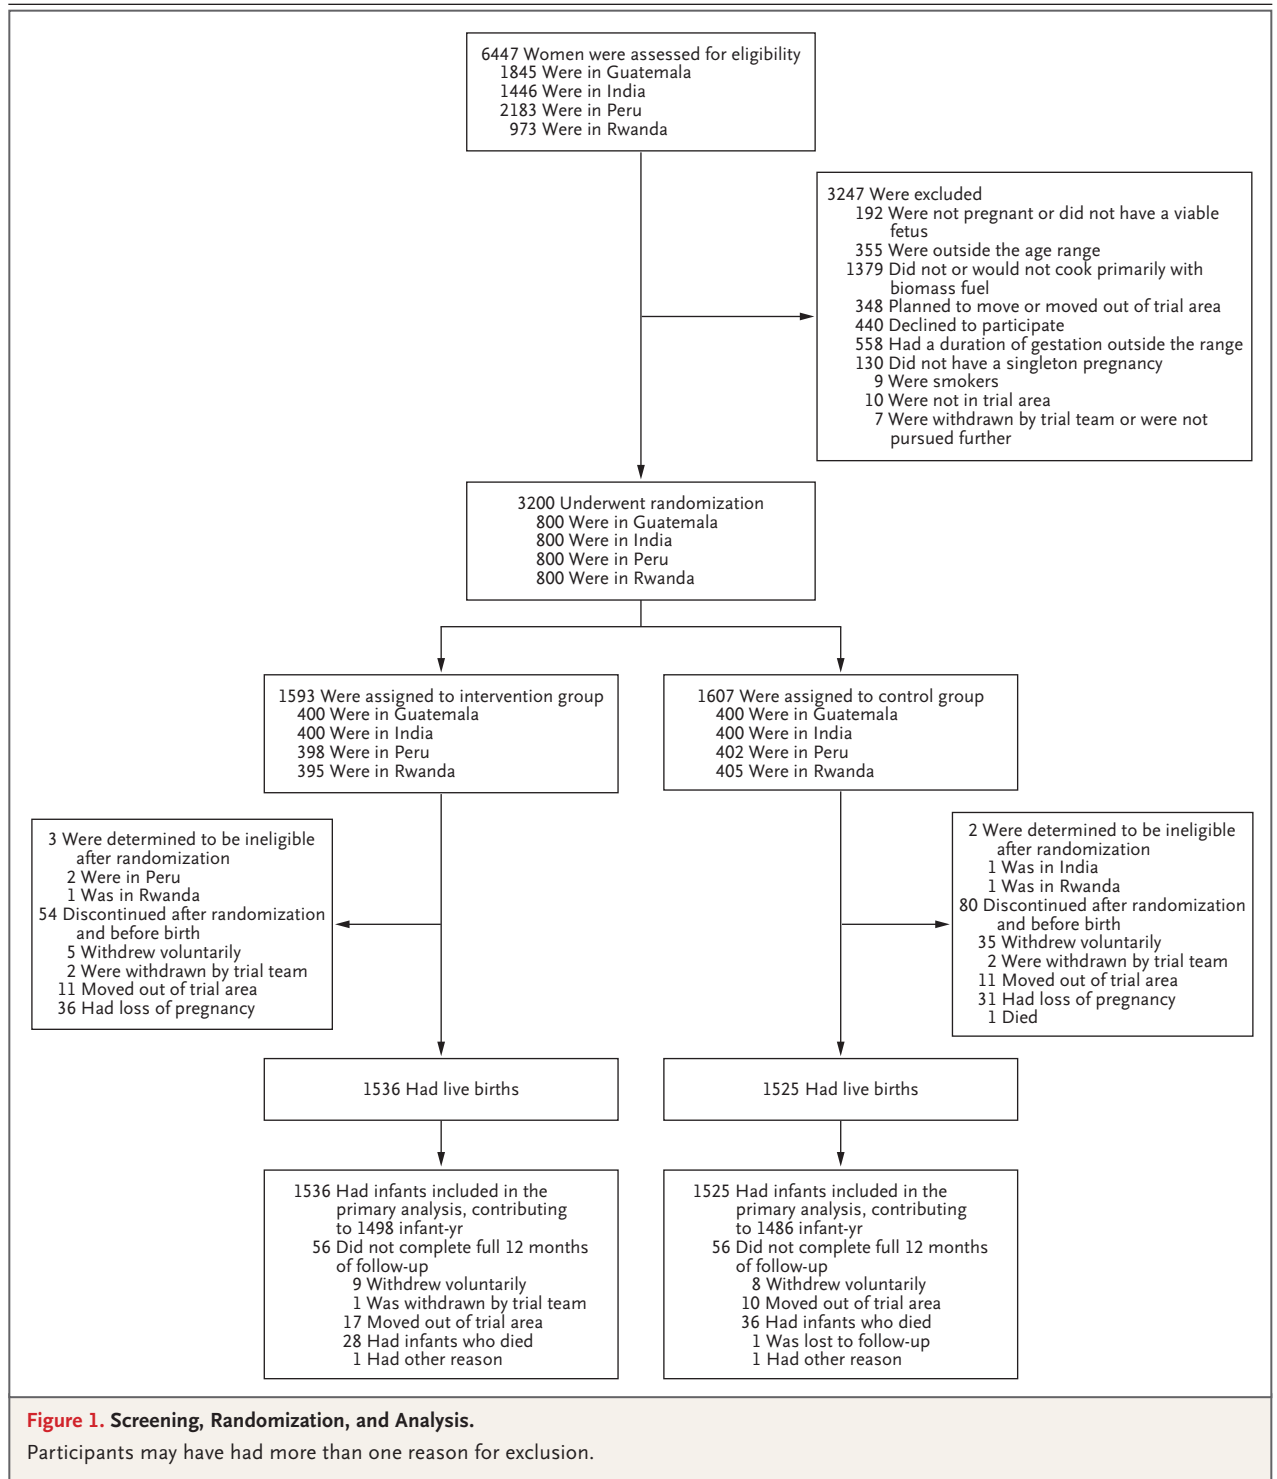 6447 Women were assessed for eligibility
1845 Were in Guatemala
1446 Were in India
2183 Were in Peru
973 Were in Rwanda
3247 Were excluded
192 Were not pregnant or did not have a viable
fetus
355 Were outside the age range
1379 Did not or would not cook primarily with
biomass fuel
348 Planned to move or moved out of trial area
440 Declined to participate
558 Had a duration of gestation outside the range
130 Did not have a singleton pregnancy
9 Were smokers
10 Were not in trial area
7 Were withdrawn by trial team or were not
pursued further
3200 Underwent randomization
800 Were in Guatemala
800 Were in India
800 Were in Peru
800 Were in Rwanda
1593 Were assigned to intervention group
400 Were in Guatemala
400 Were in India
398 Were in Peru
395 Were in Rwanda
1607 Were assigned to control group
400 Were in Guatemala
400 Were in India
402 Were in Peru
405 Were in Rwanda
3 Were determined to be ineligible
after randomization
2 Were in Peru
1 Was in Rwanda
54 Discontinued after randomization
and before birth
5 Withdrew voluntarily
2 Were withdrawn by trial team
11 Moved out of trial area
36 Had loss of pregnancy
2 Were determined to be ineligible
after randomization
1 Was in India
1 Was in Rwanda
80 Discontinued after randomization
and before birth
35 Withdrew voluntarily
2 Were withdrawn by trial team
11 Moved out of trial area
31 Had loss of pregnancy
1 Died
1536 Had live births
1525 Had live births
1536 Had infants included in the
primary analysis, contributing
to 1498 infant-yr
56 Did not complete full 12 months
of follow-up
9 Withdrew voluntarily
1 Was withdrawn by trial team
17 Moved out of trial area
28 Had infants who died
1 Had other reason
1525 Had infants included in the
primary analysis, contributing
to 1486 infant-yr
56 Did not complete full 12 months
of follow-up
8 Withdrew voluntarily
10 Moved out of trial area
36 Had infants who died
1 Was lost to follow-up
1 Had other reason
Figure 1. Screening, Randomization, and Analysis.
Participants may have had more than one reason for exclusion.